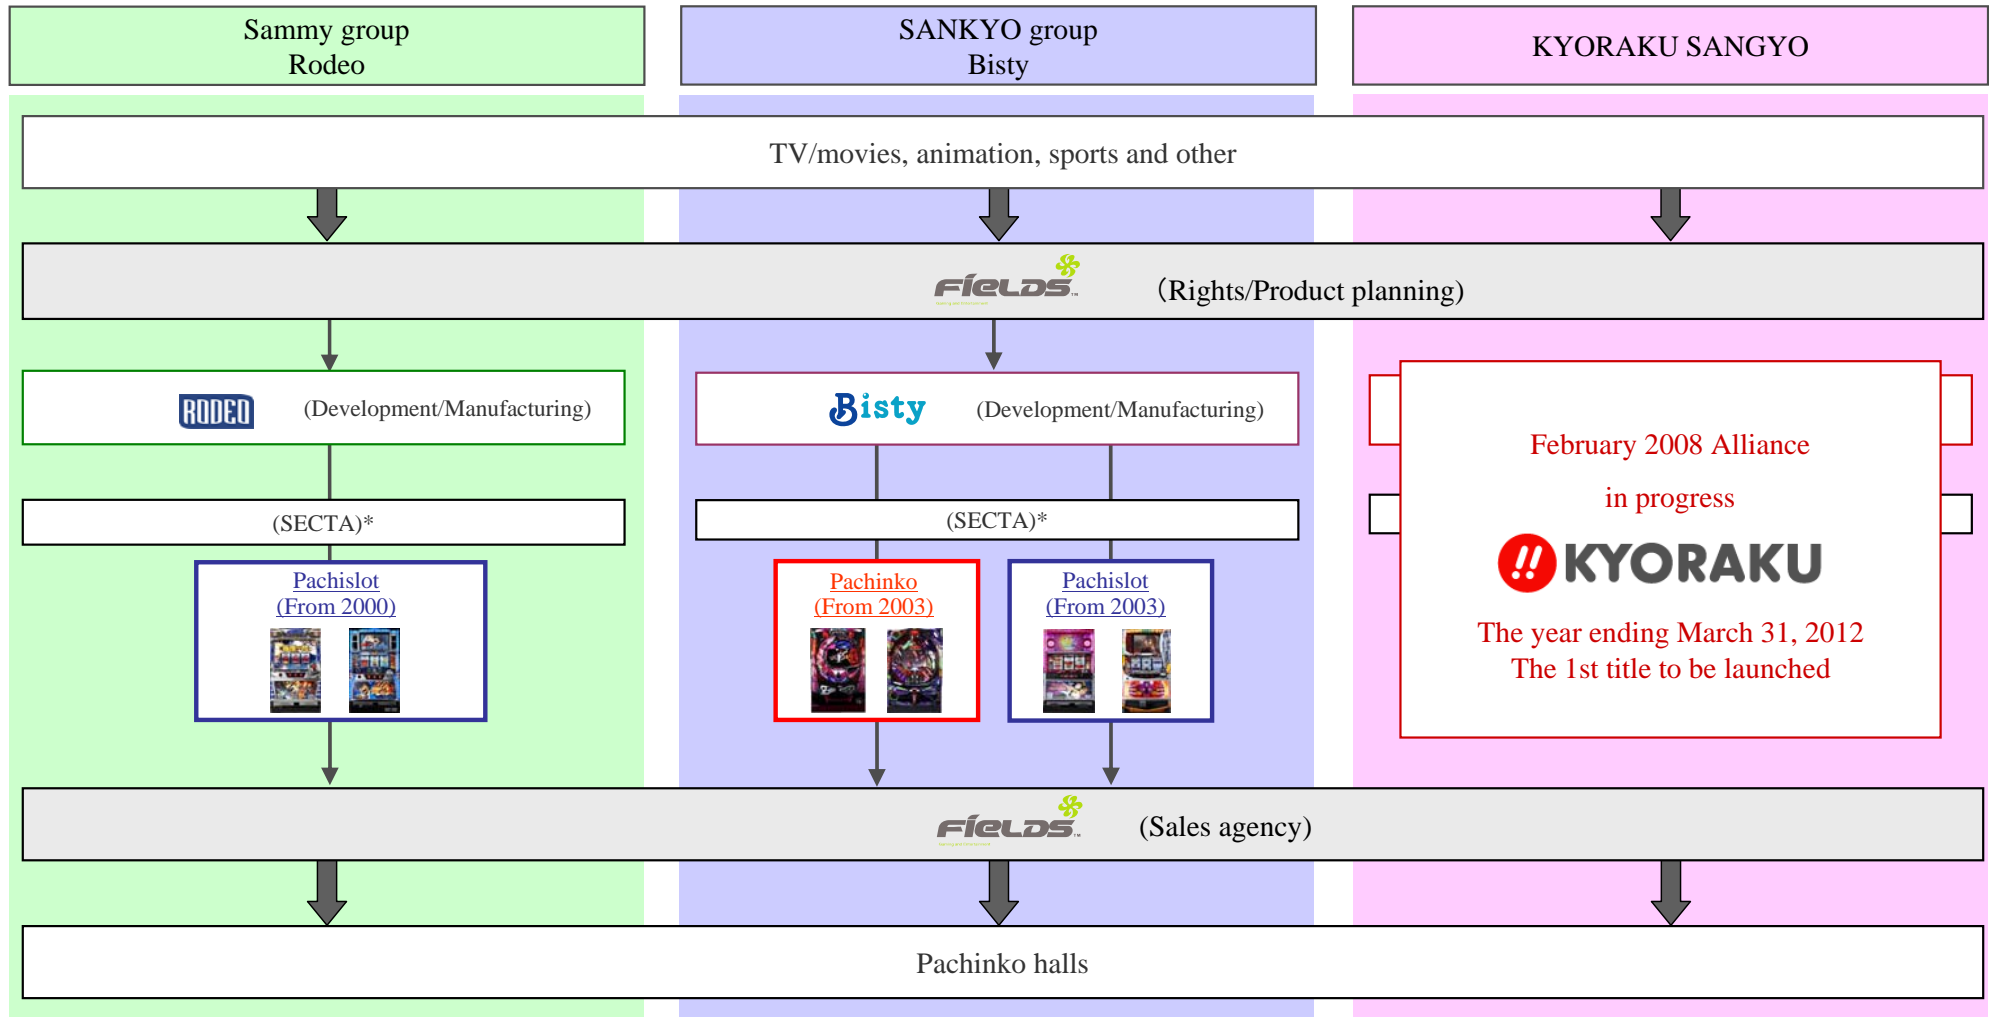 Sammy group
Rodeo
SANKYO group
Bisty
KYORAKU SANGYO
TV/movies, animation, sports and other
FIELDS
(Rights/Product planning)
RODEO
(Development/Manufacturing)
Bisty
(Development/Manufacturing)
(SECTA)*
(SECTA)*
Pachislot
(From 2000)
Pachinko
(From 2003)
Pachislot
(From 2003)
February 2008 Alliance
in progress
!! KYORAKU
The year ending March 31, 2012
The 1st title to be launched
FIELDS
(Sales agency)
Pachinko halls